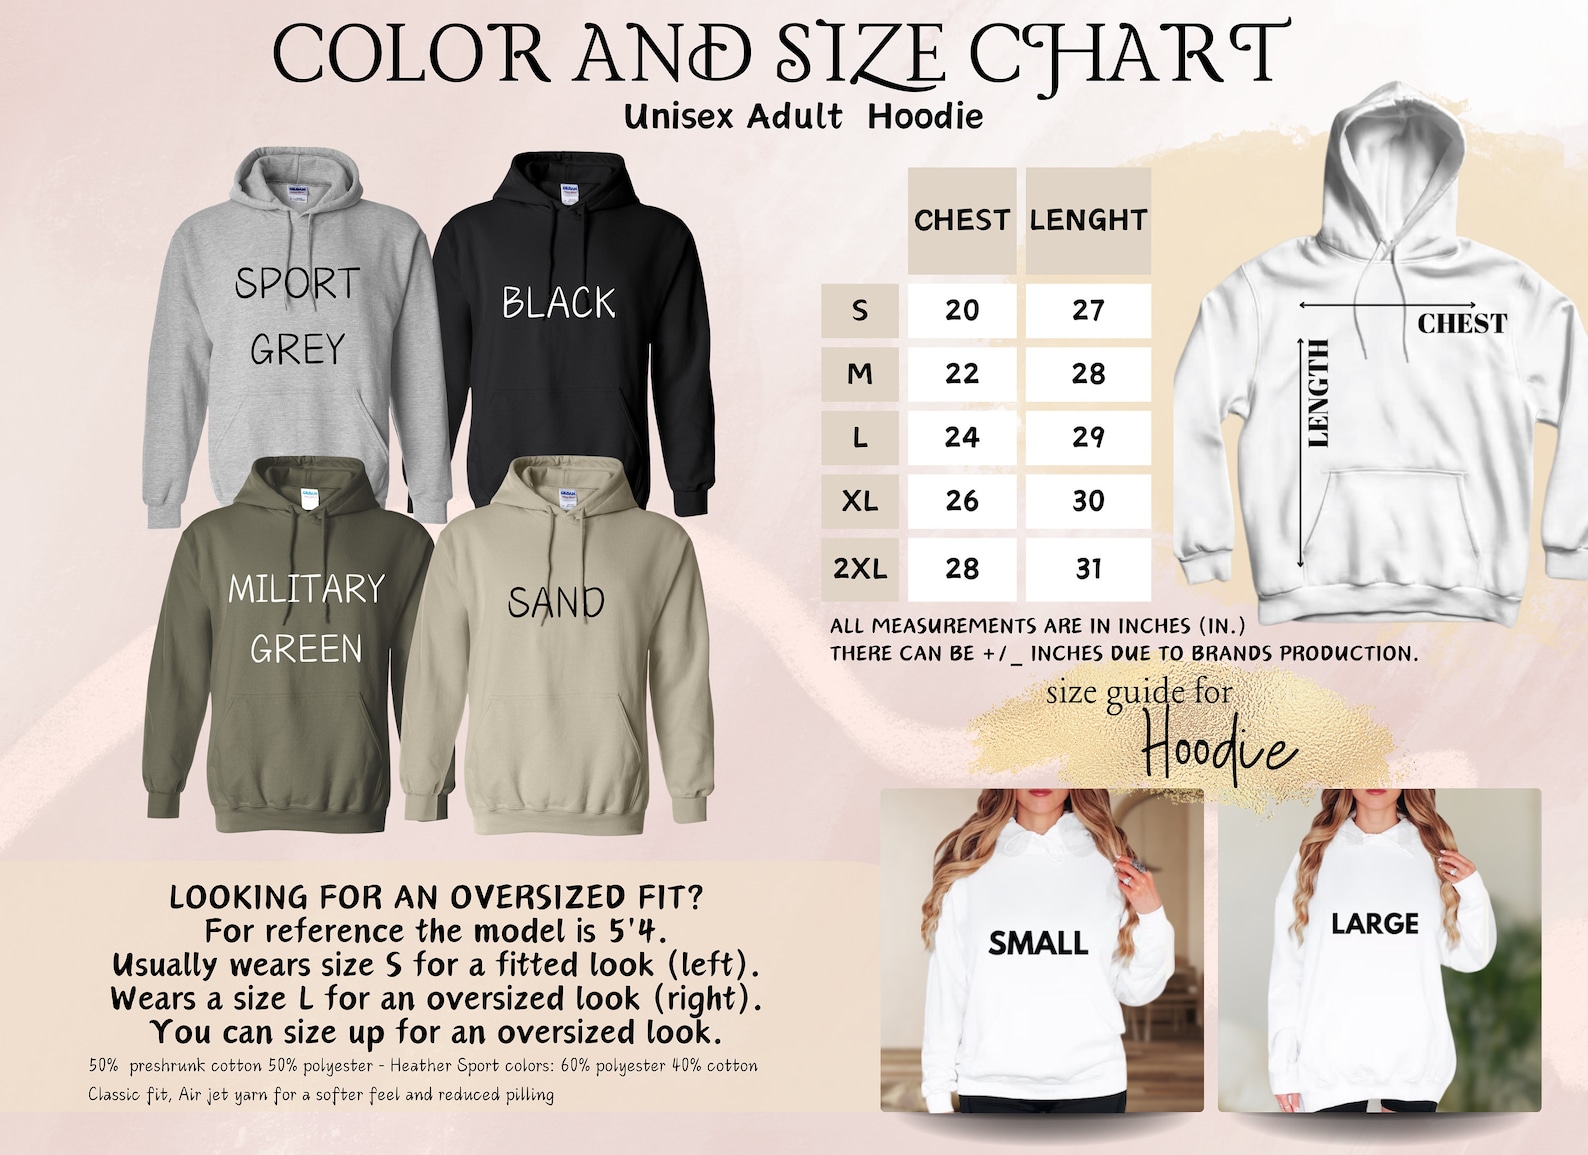 COLOR AND SIZE CHART
Unisex Adult Hoodie
SPORT
GREY
BLACK
MILITARY
GREEN
SAND
CHEST LENGHT
S 20 27
M 22 28
L 24 29
XL 26 30
2XL 28 31
CHEST
LENGTH
ALL MEASUREMENTS ARE IN INCHES (IN.)
THERE CAN BE +/_ INCHES DUE TO BRANDS PRODUCTION.
size guide for
Hoodie
SMALL
LARGE
LOOKING FOR AN OVERSIZED FIT?
For reference the model is 5'4.
Usually wears size S for a fitted look (left).
Wears a size L for an oversized look (right).
You can size up for an oversized look.
50% preshrunk cotton 50% polyester - Heather Sport colors: 60% polyester 40% cotton
Classic fit, Air jet yarn for a softer feel and reduced pilling